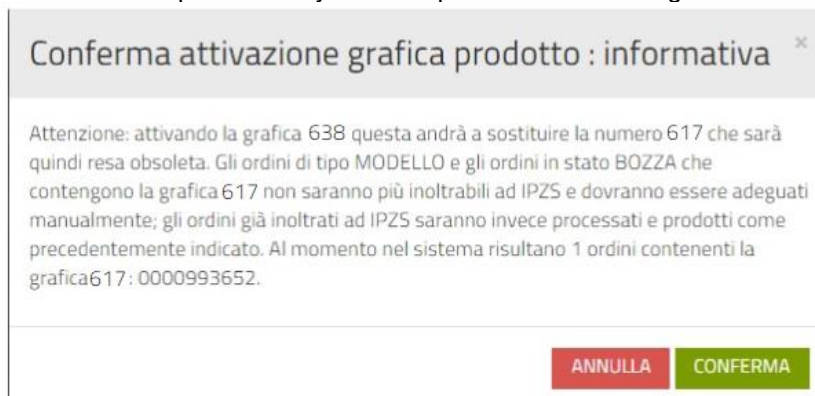 Conferma attivazione grafica prodotto : informativa ×
Attenzione: attivando la grafica 638 questa andrà a sostituire la numero 617 che sarà
quindi resa obsoleta. Gli ordini di tipo MODELLO e gli ordini in stato BOZZA che
contengono la grafica 617 non saranno più inoltrabili ad IPZS e dovranno essere adeguati
manualmente; gli ordini già inoltrati ad IPZS saranno invece processati e prodotti come
precedentemente indicato. Al momento nel sistema risultano 1 ordini contenenti la
grafica617: 0000993652.
ANNULLA CONFERMA